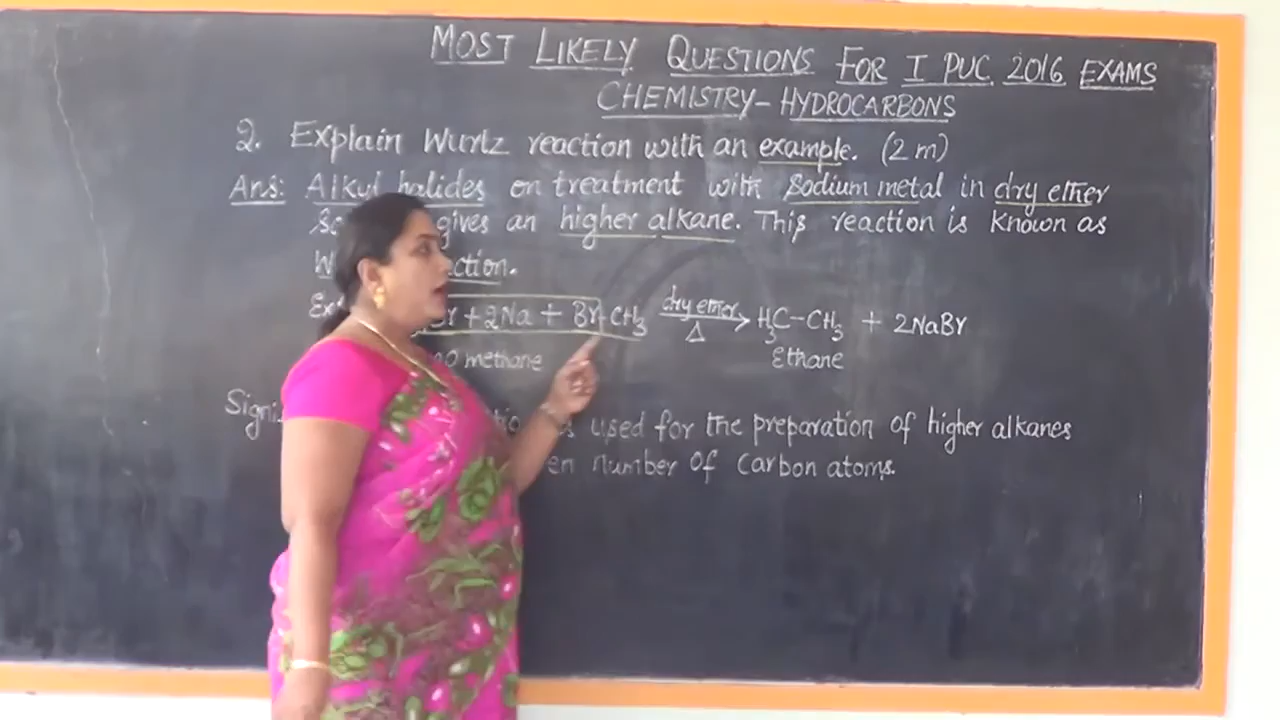 MOST LIKELY QUESTIONS FOR I PUC 2016 EXAMS
CHEMISTRY - HYDROCARBONS
2. Explain Wurtz reaction with an example. (2 m)
Ans: Alkyl halides on treatment with Sodium metal in dry ether
gives an higher alkane. This reaction is known as
Br + 2Na + Br-CH₃ dry ether Δ → H₃C-CH₃ + 2NaBr
methane Ethane
used for the preparation of higher alkanes
number of Carbon atoms.